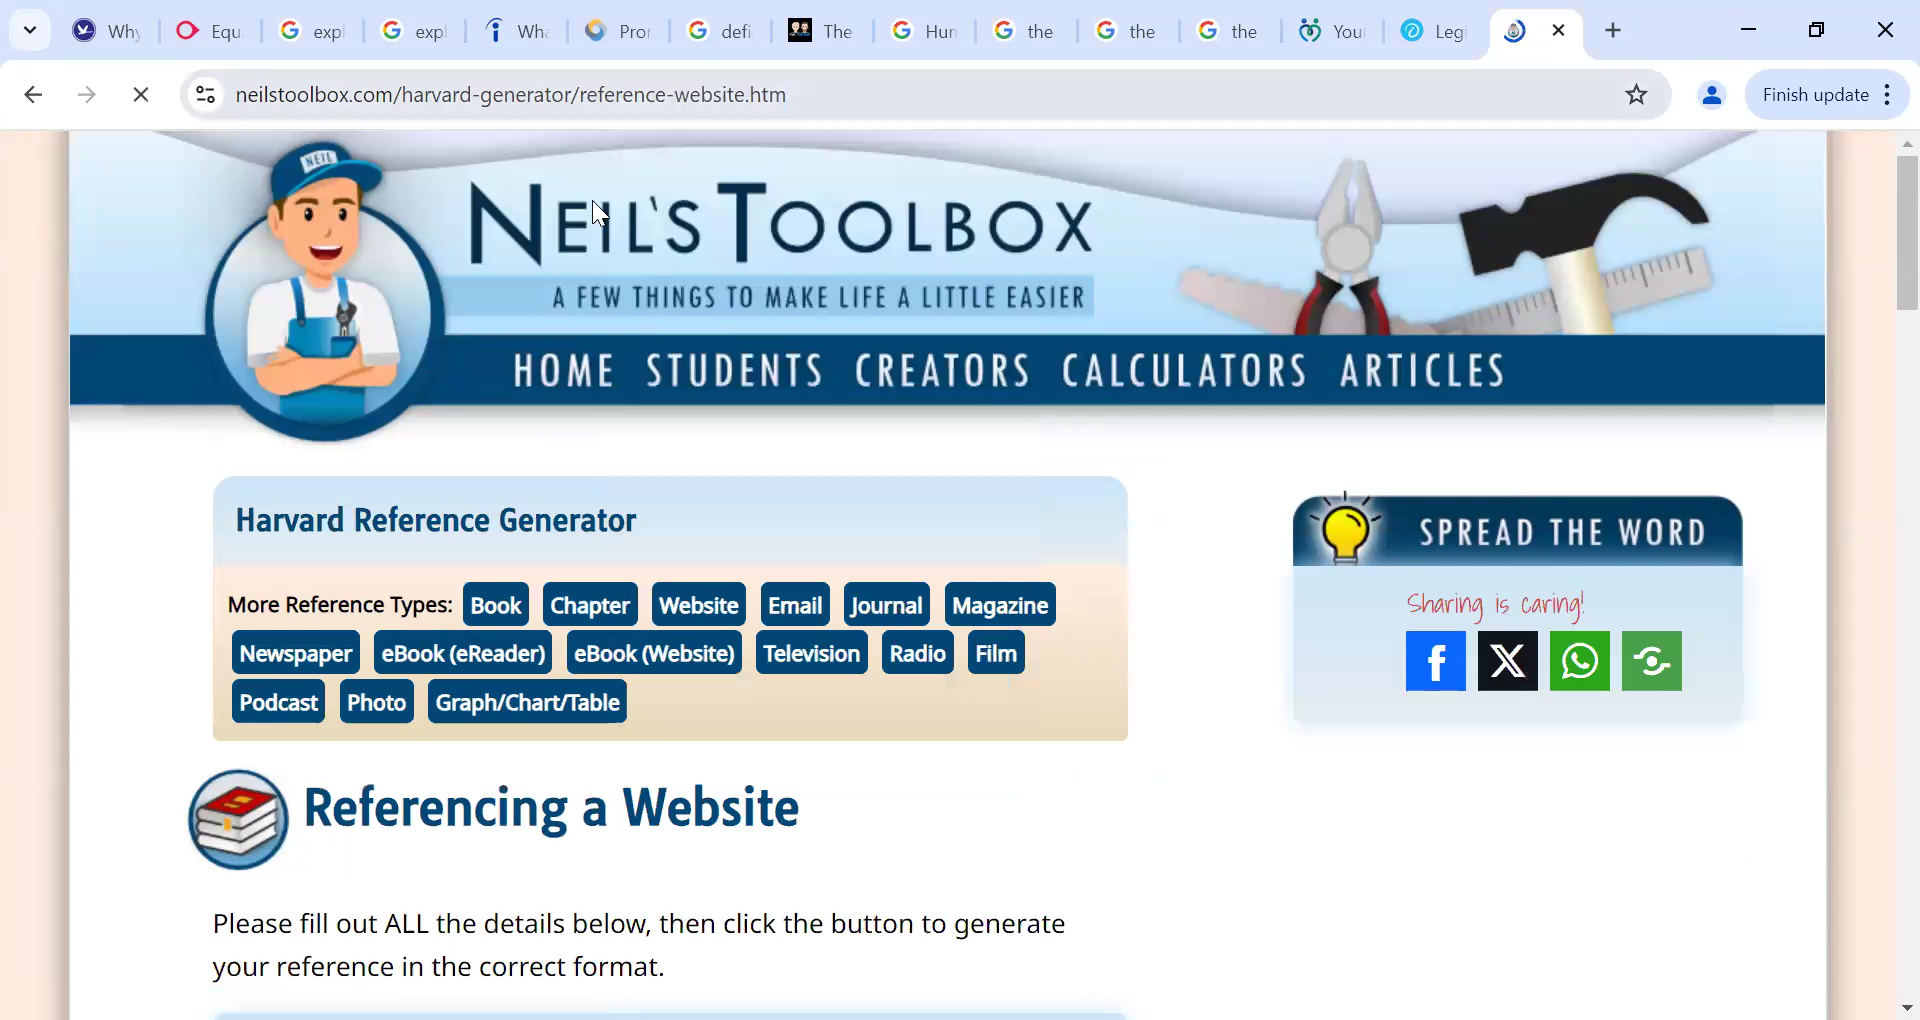 Why
Equ
expl
expl
Wha
Pro
defi
The
Hur
the
the
the
You
Legi
neilstoolbox.com/harvard-generator/reference-website.htm
Finish update
NEIL
NEIL'S TOOLBOX
A FEW THINGS TO MAKE LIFE A LITTLE EASIER
HOME STUDENTS CREATORS CALCULATORS ARTICLES
Harvard Reference Generator
More Reference Types: Book Chapter Website Email Journal Magazine
Newspaper eBook (eReader) eBook (Website) Television Radio Film
Podcast Photo Graph/Chart/Table
SPREAD THE WORD
Sharing is caring!
Referencing a Website
Please fill out ALL the details below, then click the button to generate
your reference in the correct format.